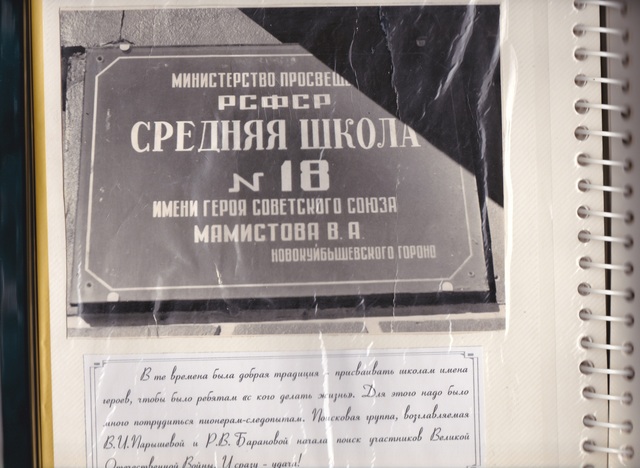 МИНИСТЕРСТВО ПРОСВЕЩЕ
РСФСР
СРЕДНЯЯ ШКОЛА
N 18
ИМЕНИ ГЕРОЯ СОВЕТСКОГО СОЮЗА
МАМИСТОВА В. А.
НОВОКУЙБЫШЕВСКОГО ГОРОНО
В те времена была добрая традиция - присваивать школам имена
героев, чтобы было ребятам «с кого делать жизнь». Для этого надо было
много потрудиться пионерам-следопытам. Поисковая группа, возглавляемая
В.И.Парышевой и Р.В.Барановой начала поиск участников Великой
Отечественной Войны. И сразу - удача!